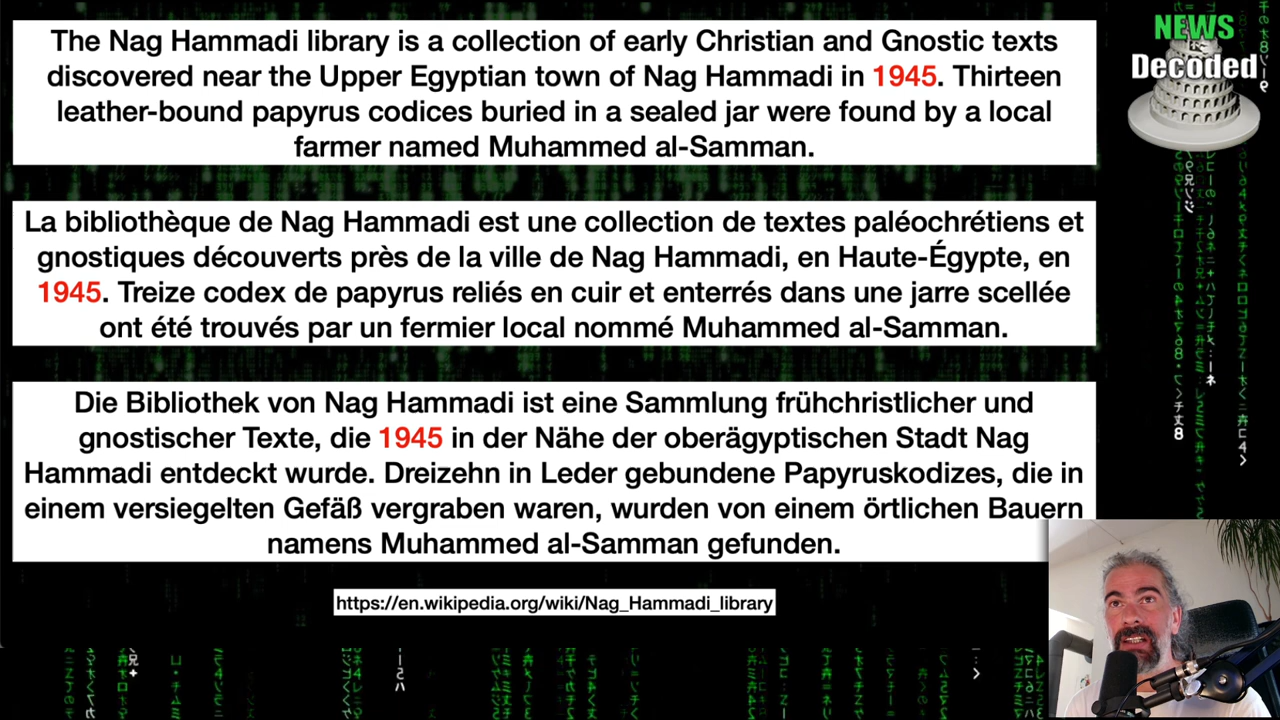 The Nag Hammadi library is a collection of early Christian and Gnostic texts
discovered near the Upper Egyptian town of Nag Hammadi in 1945. Thirteen
leather-bound papyrus codices buried in a sealed jar were found by a local
farmer named Muhammed al-Samman.
NEWS
Decoded
La bibliothèque de Nag Hammadi est une collection de textes paléochrétiens et
gnostiques découverts près de la ville de Nag Hammadi, en Haute-Égypte, en
1945. Treize codex de papyrus reliés en cuir et enterrés dans une jarre scellée
ont été trouvés par un fermier local nommé Muhammed al-Samman.
Die Bibliothek von Nag Hammadi ist eine Sammlung frühchristlicher und
gnostischer Texte, die 1945 in der Nähe der oberägyptischen Stadt Nag
Hammadi entdeckt wurde. Dreizehn in Leder gebundene Papyruskodizes, die in
einem versiegelten Gefäß vergraben waren, wurden von einem örtlichen Bauern
namens Muhammed al-Samman gefunden.
https://en.wikipedia.org/wiki/Nag_Hammadi_library